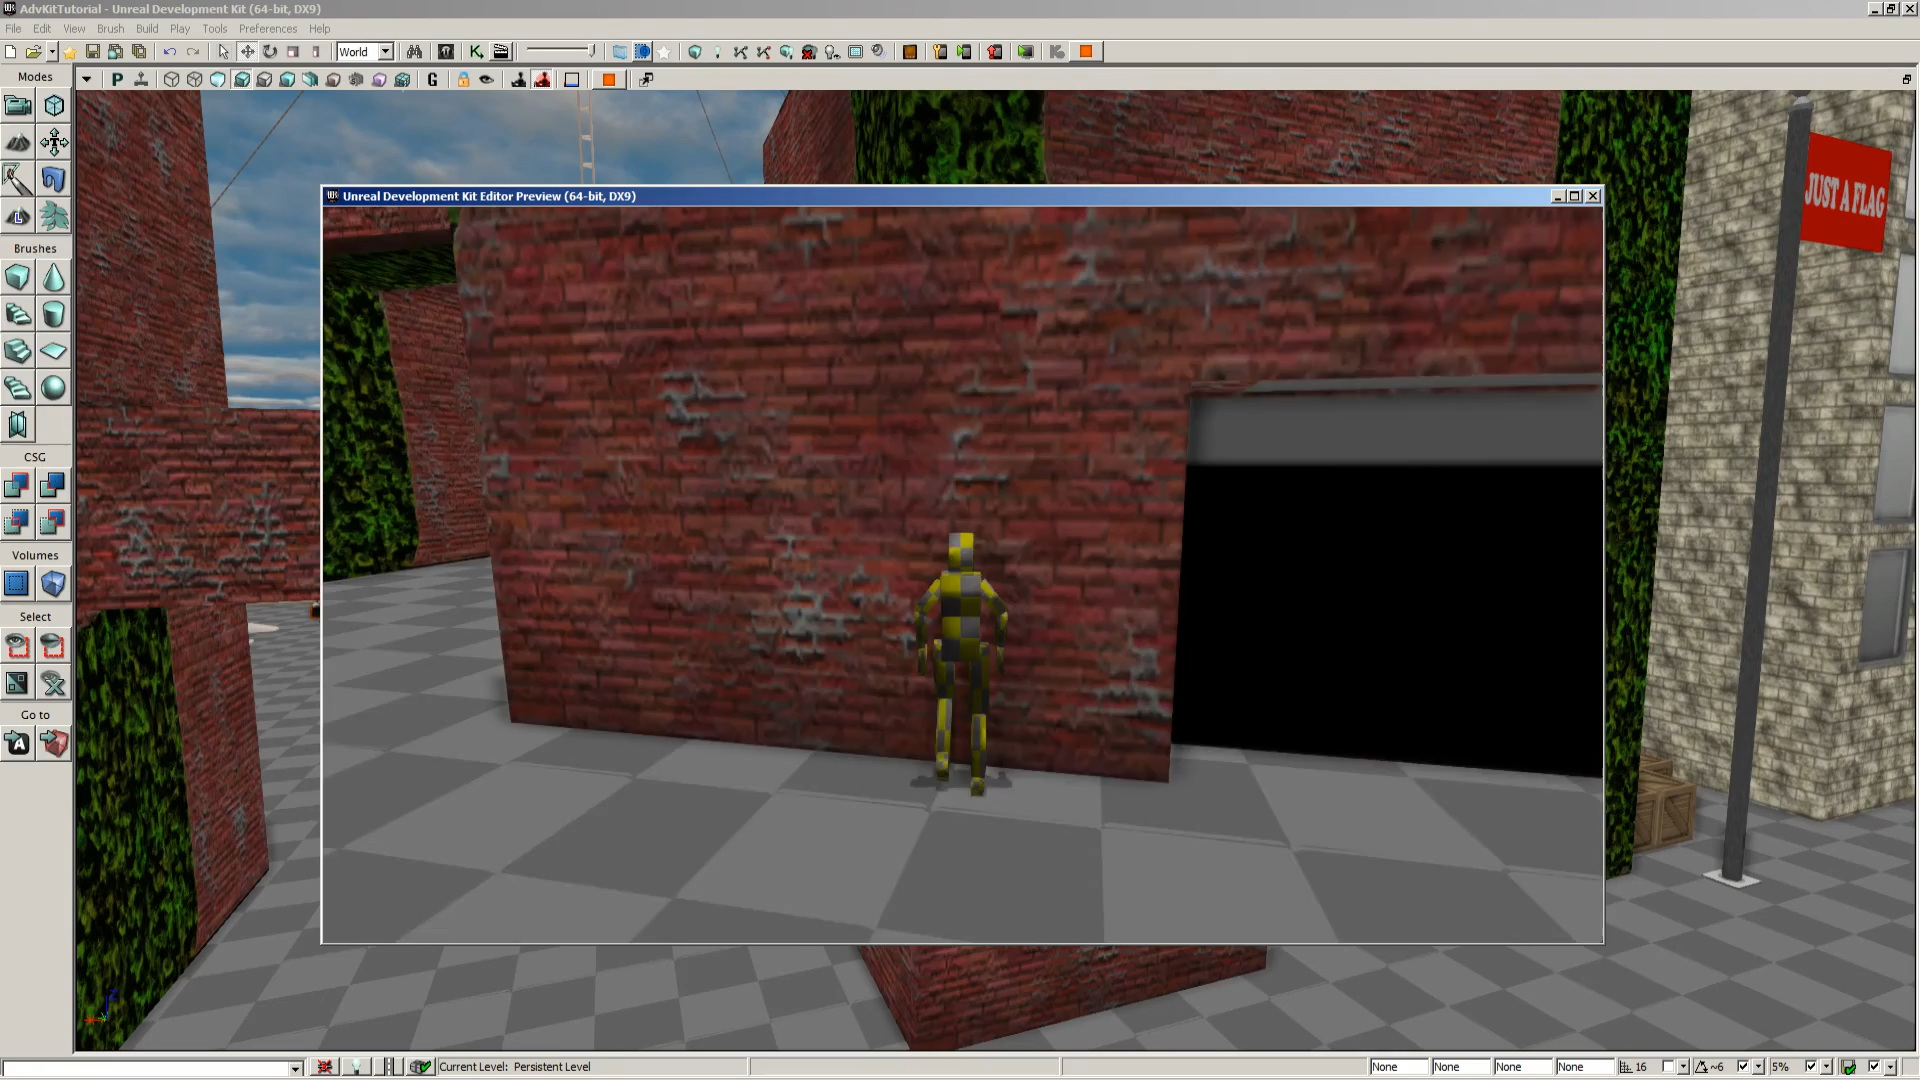 AdvKitTutorial - Unreal Development Kit (64-bit, DX9)
File Edit View Brush Build Play Tools Preferences Help
World
Modes
P
G
L
Brushes
CSG
Volumes
Select
Go to
A
Unreal Development Kit Editor Preview (64-bit, DX9)
JUST A FLAG
Current Level: Persistent Level
None None None None 16 ~6 5%